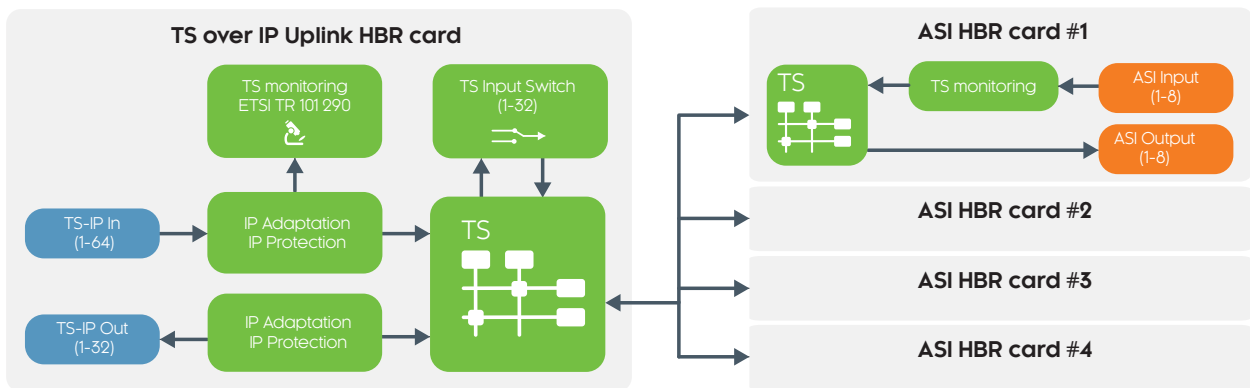 TS over IP Uplink HBR card
TS monitoring
ETSI TR 101 290
TS Input Switch
(1-32)
TS-IP In
(1-64)
IP Adaptation
IP Protection
TS
TS-IP Out
(1-32)
IP Adaptation
IP Protection
ASI HBR card #1
TS
TS monitoring
ASI Input
(1-8)
ASI Output
(1-8)
ASI HBR card #2
ASI HBR card #3
ASI HBR card #4